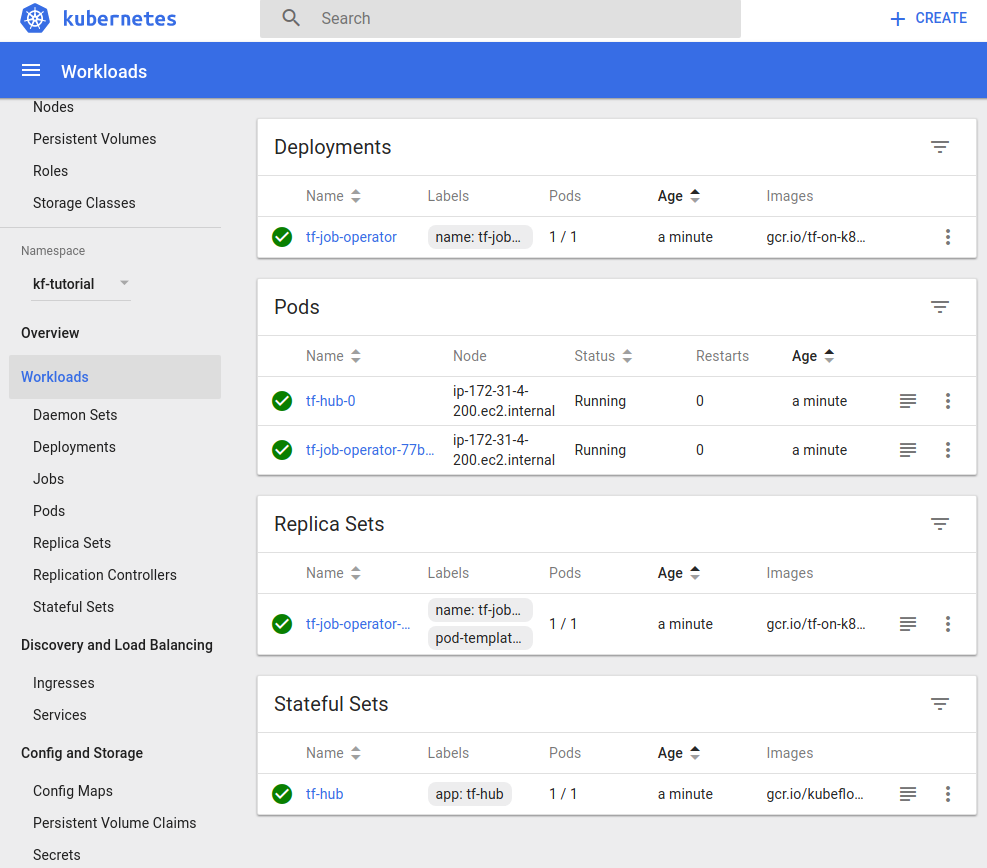 kubernetes
Search
CREATE
Workloads
Nodes
Persistent Volumes
Roles
Storage Classes
Namespace
kf-tutorial
Overview
Workloads
Daemon Sets
Deployments
Jobs
Pods
Replica Sets
Replication Controllers
Stateful Sets
Discovery and Load Balancing
Ingresses
Services
Config and Storage
Config Maps
Persistent Volume Claims
Secrets
Deployments
Name Labels Pods Age Images
tf-job-operator name: tf-job... 1 / 1 a minute gcr.io/tf-on-k8...
Pods
Name Node Status Restarts Age
tf-hub-0 ip-172-31-4-
200.ec2.internal Running 0 a minute
tf-job-operator-77b... ip-172-31-4-
200.ec2.internal Running 0 a minute
Replica Sets
Name Labels Pods Age Images
tf-job-operator-... name: tf-job...
pod-templat... 1 / 1 a minute gcr.io/tf-on-k8...
Stateful Sets
Name Labels Pods Age Images
tf-hub app: tf-hub 1 / 1 a minute gcr.io/kubeflo...